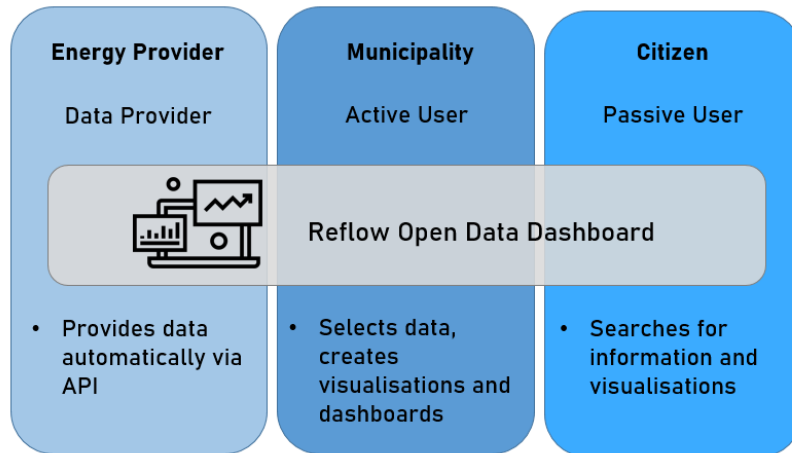 Energy Provider
Data Provider
Municipality
Active User
Citizen
Passive User
Reflow Open Data Dashboard
• Provides data
automatically via
API
• Selects data,
creates
visualisations and
dashboards
• Searches for
information and
visualisations